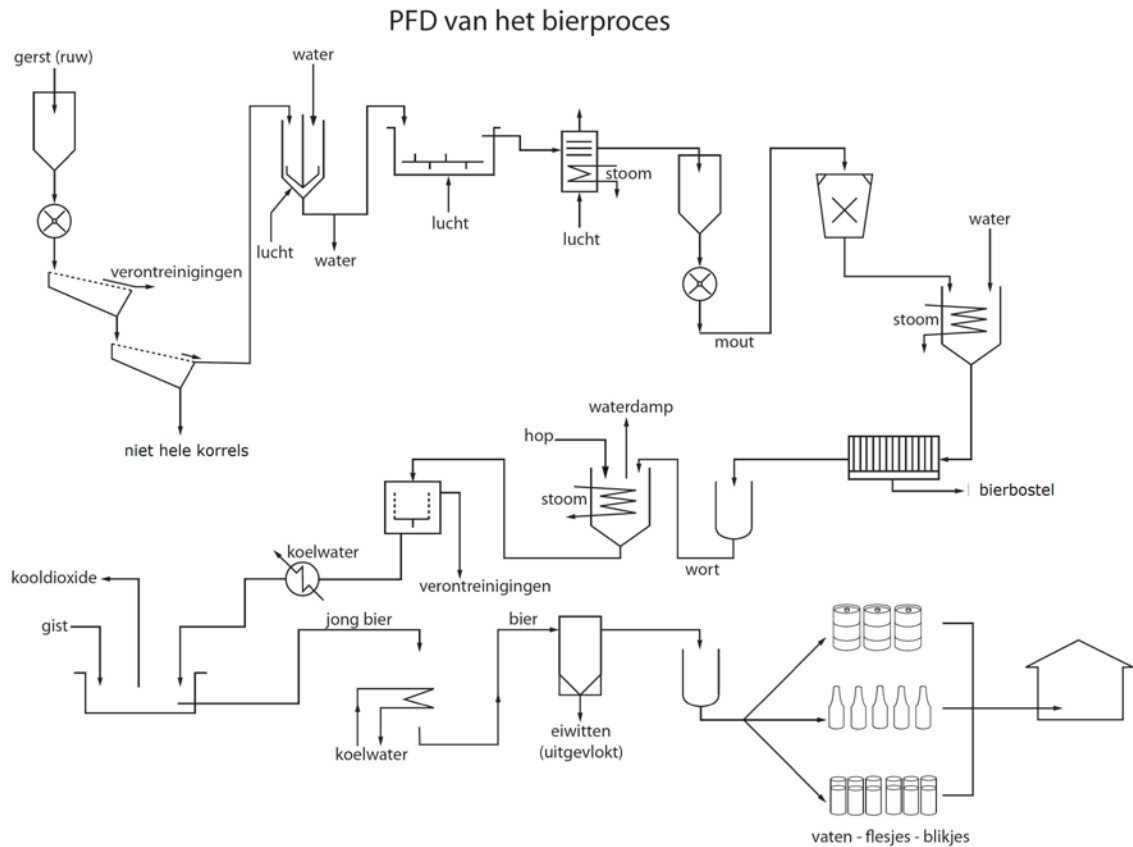 PFD van het bierproces
gerst (ruw)
water
verontreinigingen
lucht
water
lucht
stoom
lucht
mout
water
stoom
niet hele korrels
waterdamp
hop
stoom
bierbostel
wort
koelwater
verontreinigingen
kooldioxide
gist
jong bier
bier
koelwater
eiwitten
(uitgevlokt)
vaten - flesjes - blikjes